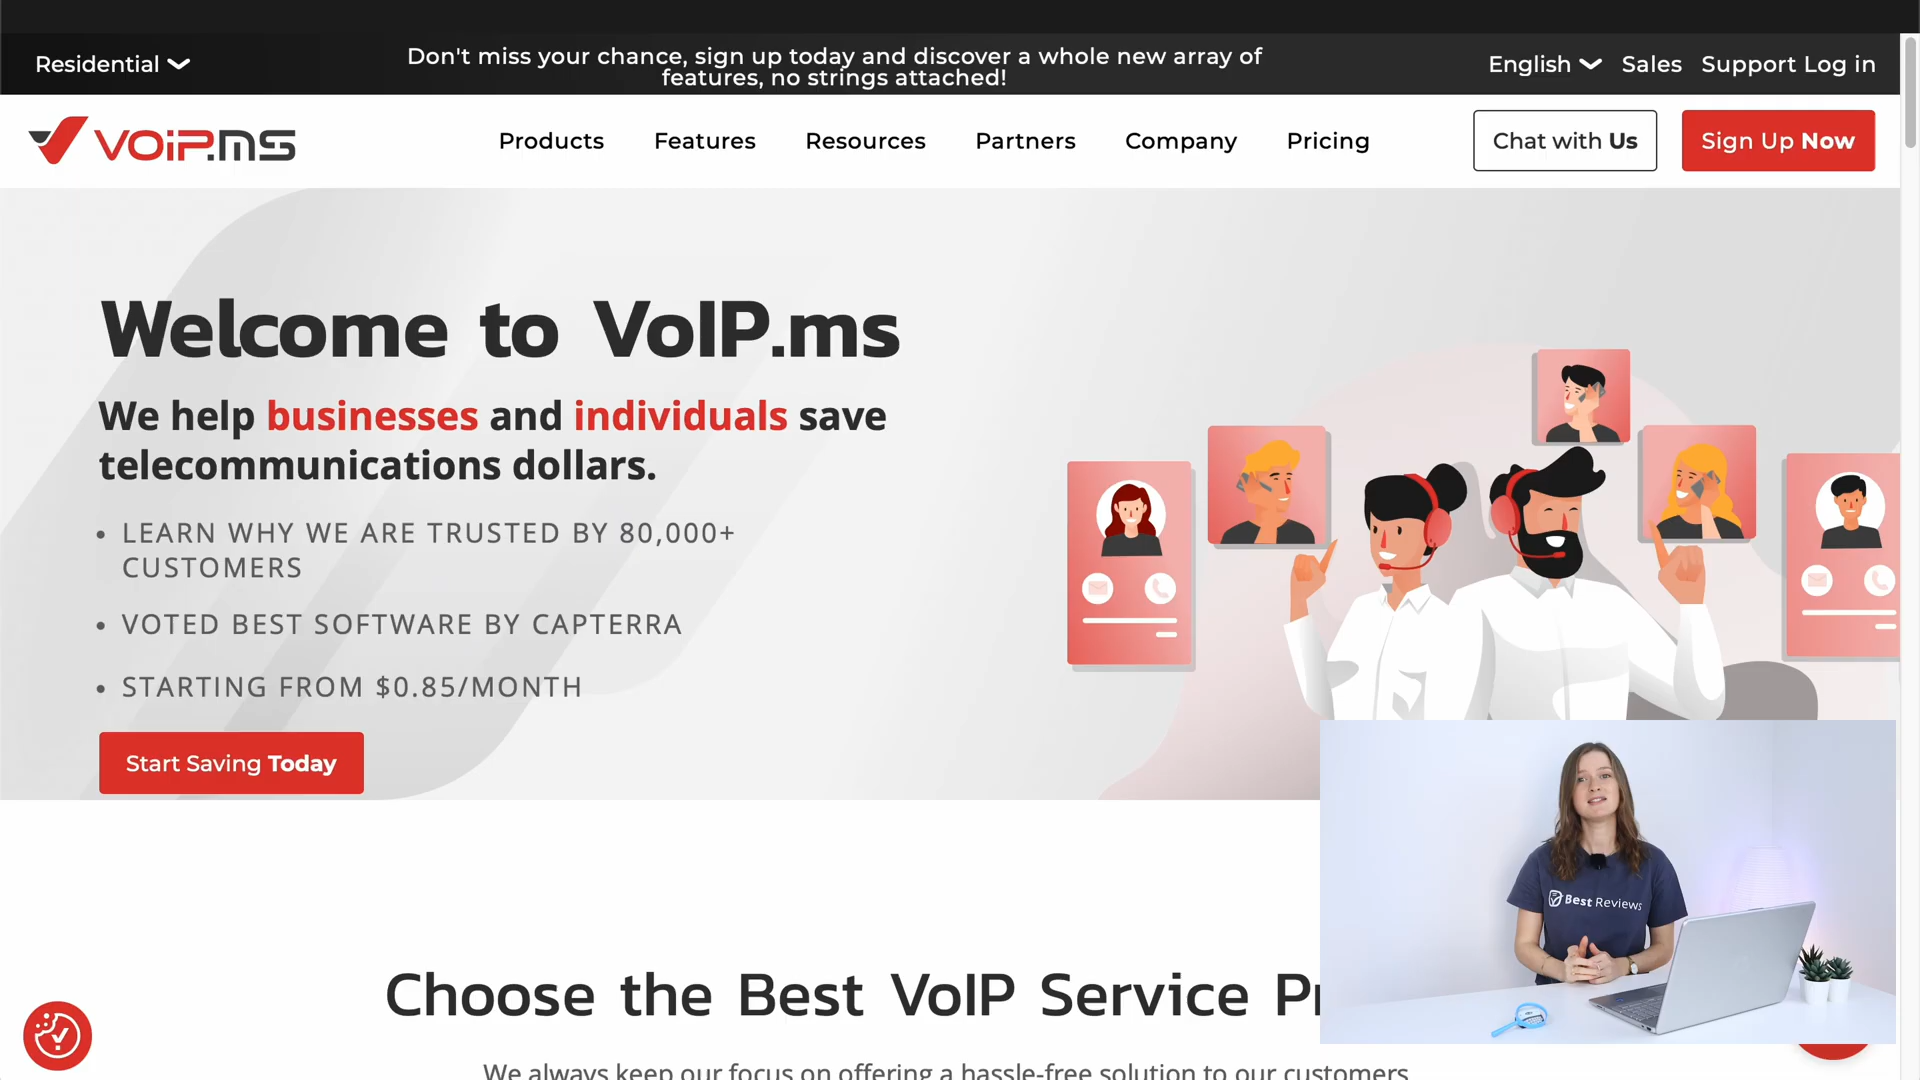 Residential
Don't miss your chance, sign up today and discover a whole new array of
features, no strings attached!
English
Sales
Support
Log in
VOiP.MS
Products
Features
Resources
Partners
Company
Pricing
Chat with Us
Sign Up Now
Welcome to VoIP.ms
We help businesses and individuals save
telecommunications dollars.
• LEARN WHY WE ARE TRUSTED BY 80,000+
CUSTOMERS
• VOTED BEST SOFTWARE BY CAPTERRA
• STARTING FROM $0.85/MONTH
Start Saving Today
Best Reviews
Choose the Best VoIP Service
We always keep our focus on offering a hassle-free solution to our customers